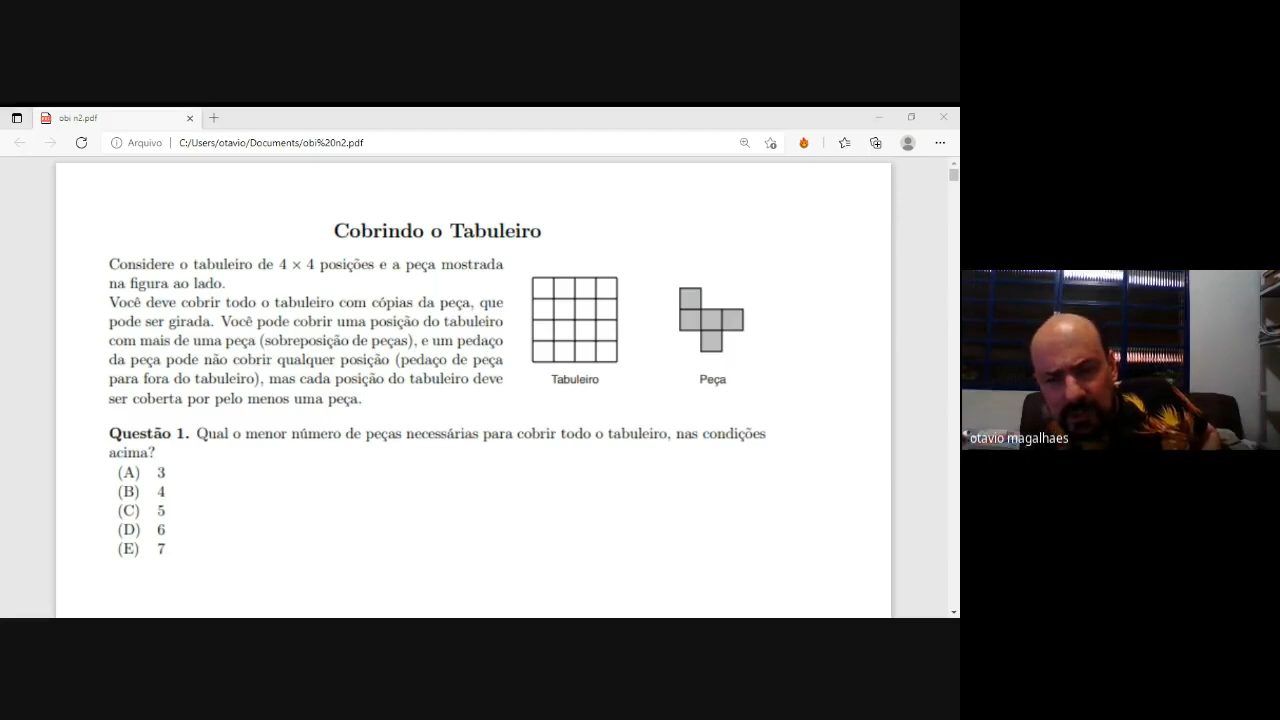 obi n2.pdf
Arquivo
C:/Users/otavio/Documents/obi%20n2.pdf
Cobrindo o Tabuleiro
Considere o tabuleiro de 4 × 4 posições e a peça mostrada
na figura ao lado.
Você deve cobrir todo o tabuleiro com cópias da peça, que
pode ser girada. Você pode cobrir uma posição do tabuleiro
com mais de uma peça (sobreposição de peças), e um pedaço
da peça pode não cobrir qualquer posição (pedaço de peça
para fora do tabuleiro), mas cada posição do tabuleiro deve
ser coberta por pelo menos uma peça.
Tabuleiro
Peça
Questão 1. Qual o menor número de peças necessárias para cobrir todo o tabuleiro, nas condições
acima?
(A) 3
(B) 4
(C) 5
(D) 6
(E) 7
otavio magalhaes